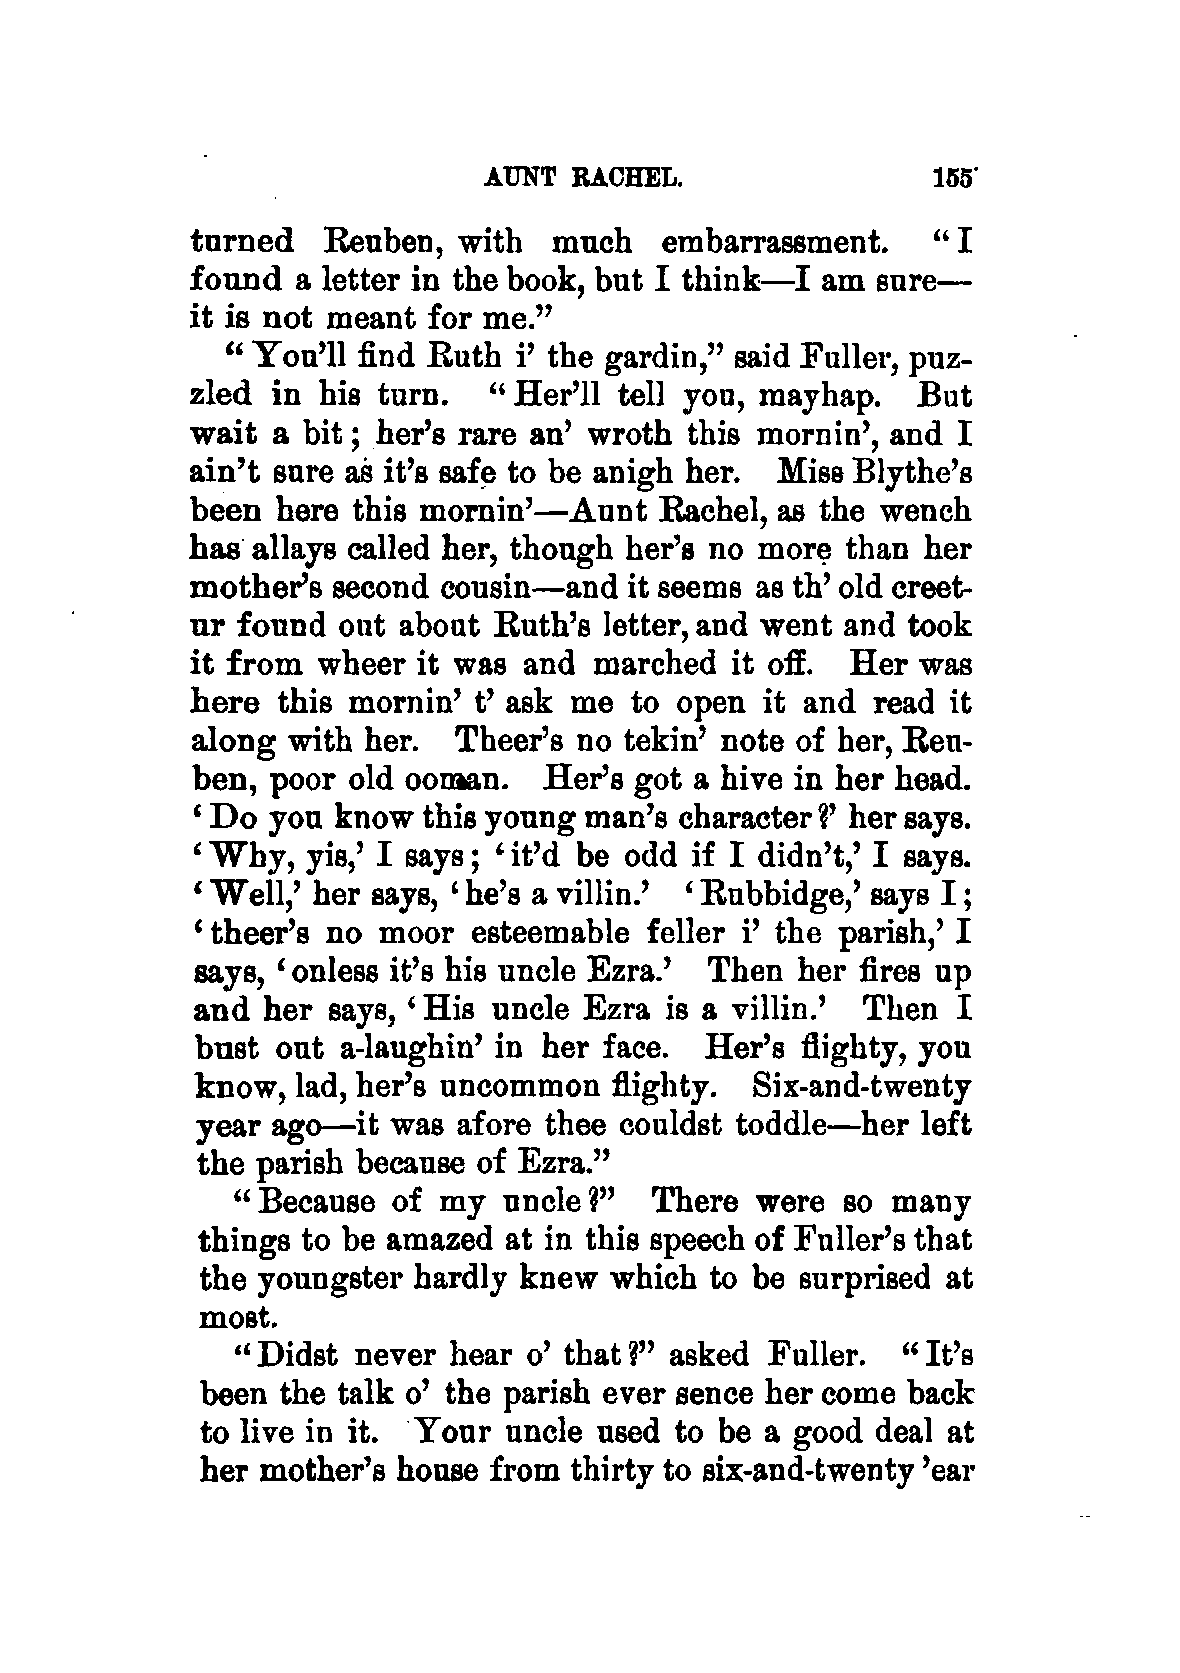 AUNT RACHEL. 155
turned Reuben, with much embarrassment. “I
found a letter in the book, but I think—I am sure—
it is not meant for me.”
“You’ll find Ruth i’ the gardin,” said Fuller, puz-
zled in his turn. “Her’ll tell you, mayhap. But
wait a bit; her’s rare an’ wroth this mornin’, and I
ain’t sure as it’s safe to be anigh her. Miss Blythe’s
been here this mornin’—Aunt Rachel, as the wench
has allays called her, though her’s no more than her
mother’s second cousin—and it seems as th’ old creet-
ur found out about Ruth’s letter, and went and took
it from wheer it was and marched it off. Her was
here this mornin’ t’ ask me to open it and read it
along with her. Theer’s no tekin’ note of her, Reu-
ben, poor old ooman. Her’s got a hive in her head.
‘Do you know this young man’s character?’ her says.
‘Why, yis,’ I says; ‘it’d be odd if I didn’t,’ I says.
‘Well,’ her says, ‘he’s a villin.’ ‘Rubbidge,’ says I;
‘theer’s no moor esteemable feller i’ the parish,’ I
says, ‘onless it’s his uncle Ezra.’ Then her fires up
and her says, ‘His uncle Ezra is a villin.’ Then I
bust out a-laughin’ in her face. Her’s flighty, you
know, lad, her’s uncommon flighty. Six-and-twenty
year ago—it was afore thee couldst toddle—her left
the parish because of Ezra.”
“Because of my uncle?” There were so many
things to be amazed at in this speech of Fuller’s that
the youngster hardly knew which to be surprised at
most.
“Didst never hear o’ that?” asked Fuller. “It’s
been the talk o’ the parish ever sence her come back
to live in it. Your uncle used to be a good deal at
her mother’s house from thirty to six-and-twenty ’ear